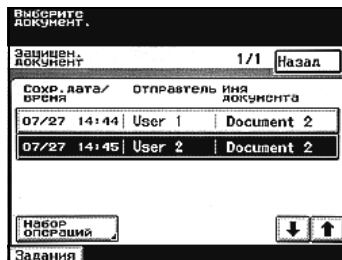 Выберите
документ.
Защищен.
документ
1/1 Назад
Сохр.дата/
время
Отправитель
Имя
документа
07/27 14:44 User 1 Document 2
07/27 14:45 User 2 Document 2
Набор
операций
Задания